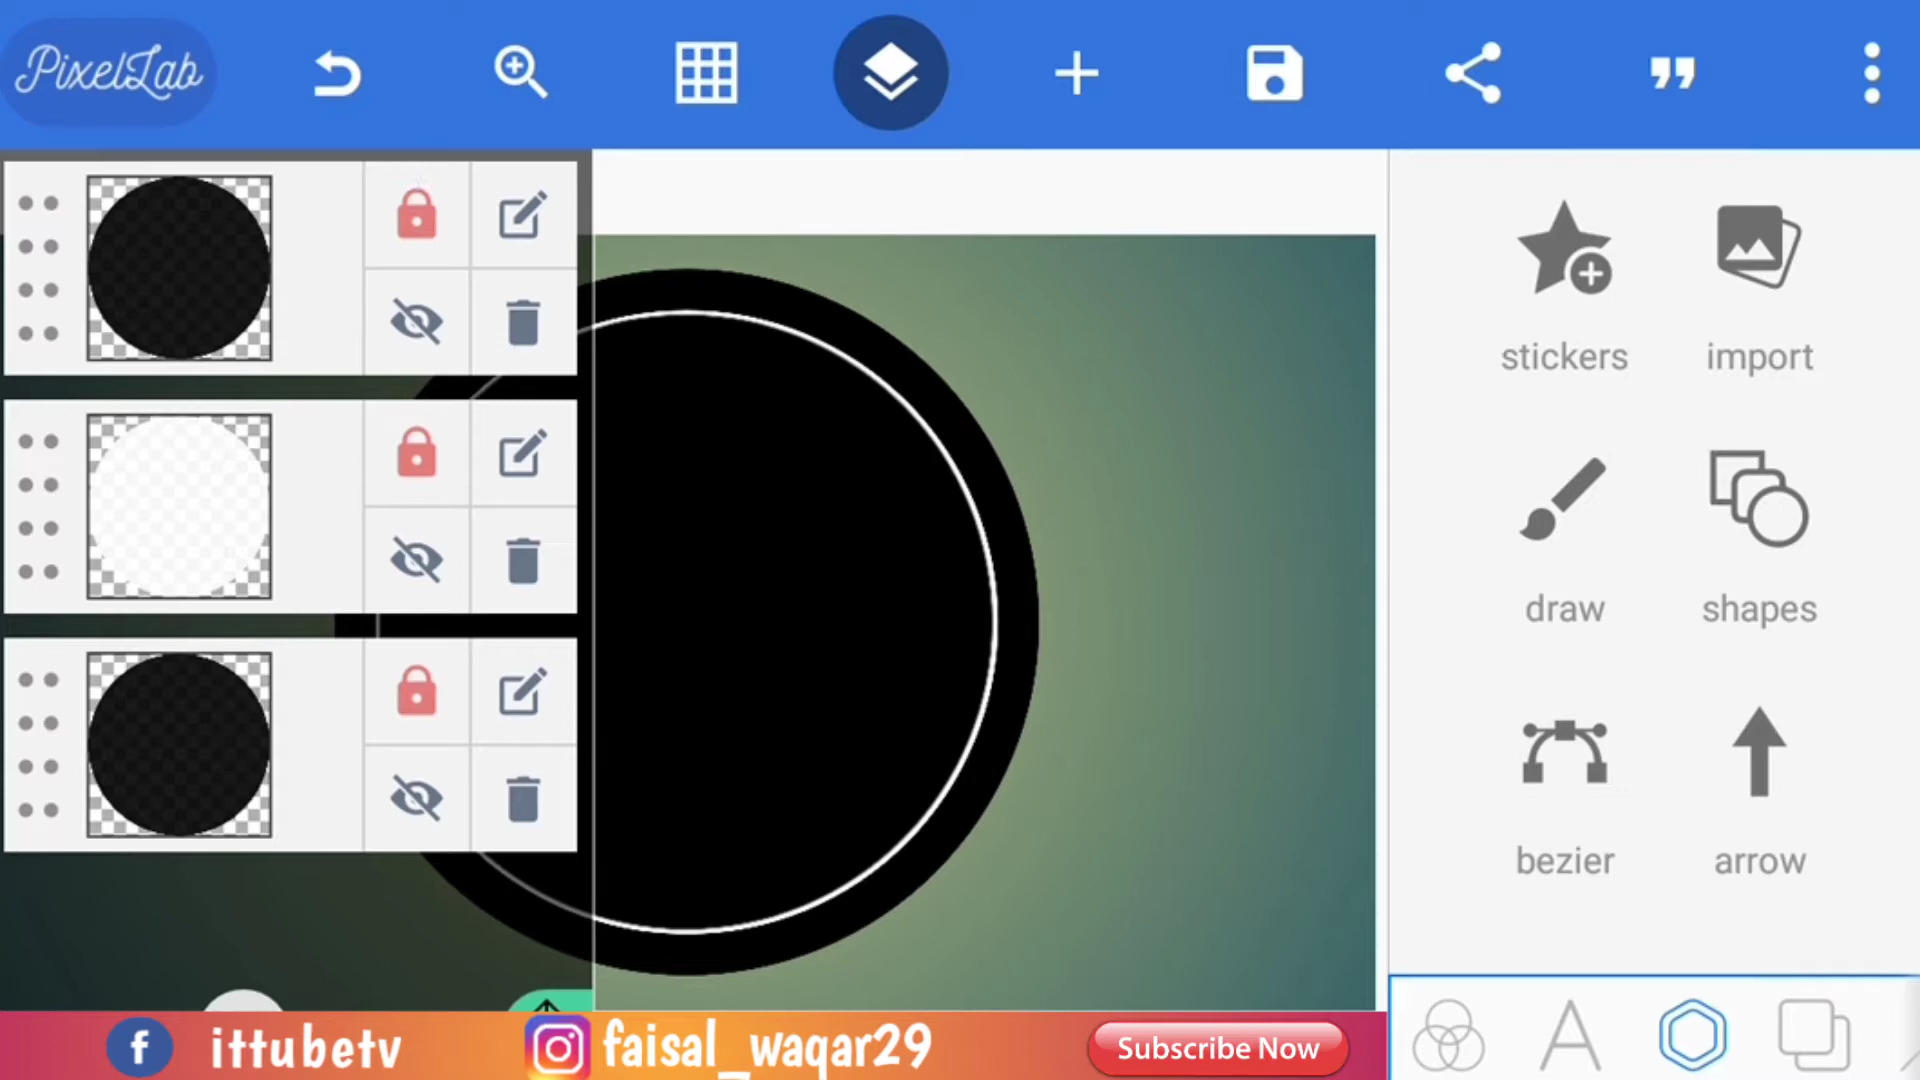 PixelLab
stickers
import
draw
shapes
bezier
arrow
ittubetv
faisal_waqar29
Subscribe Now